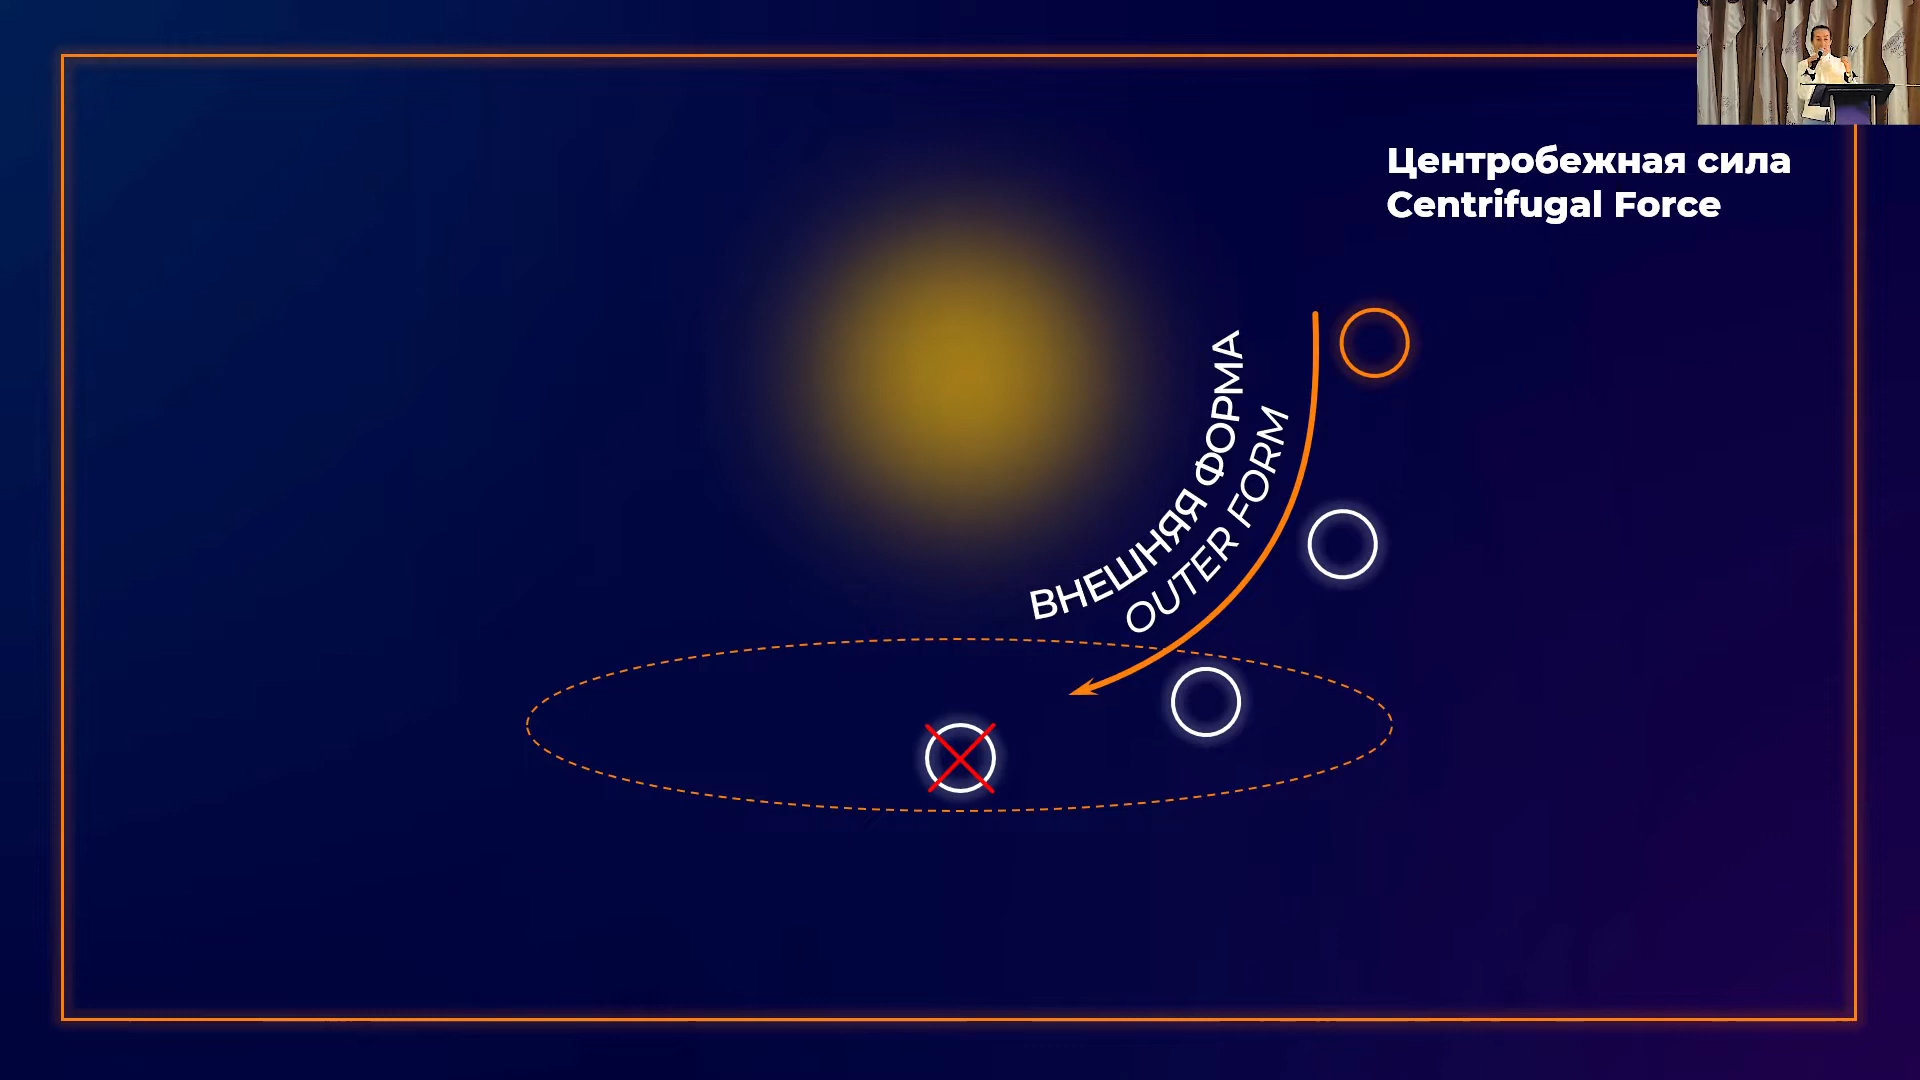 Центробежная сила
Centrifugal Force
ВНЕШНЯЯ ФОРМА
OUTER FORM